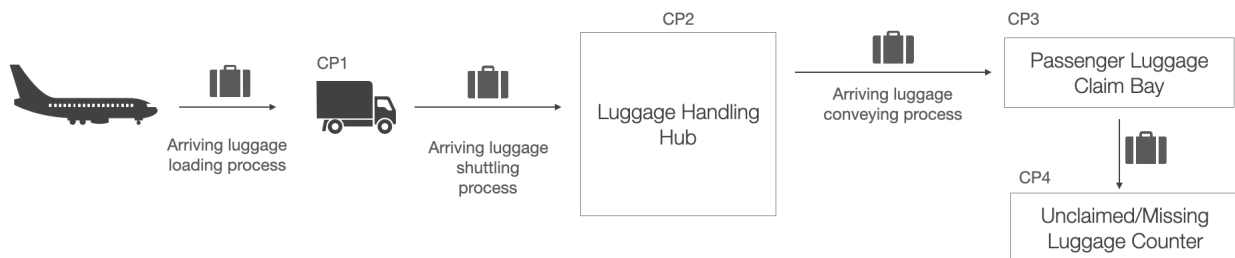 CP1
CP2
CP3
Arriving luggage
loading process
Arriving luggage
shuttling
process
Luggage Handling
Hub
Arriving luggage
conveying process
Passenger Luggage
Claim Bay
CP4
Unclaimed/Missing
Luggage Counter